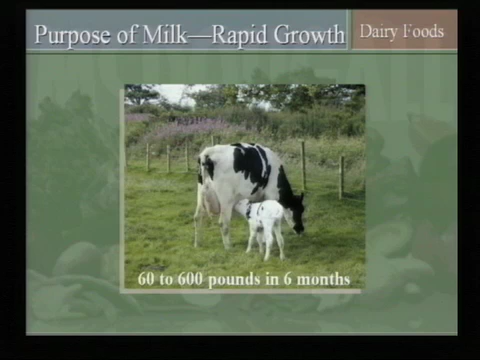 Purpose of Milk—Rapid Growth
Dairy Foods
60 to 600 pounds in 6 months